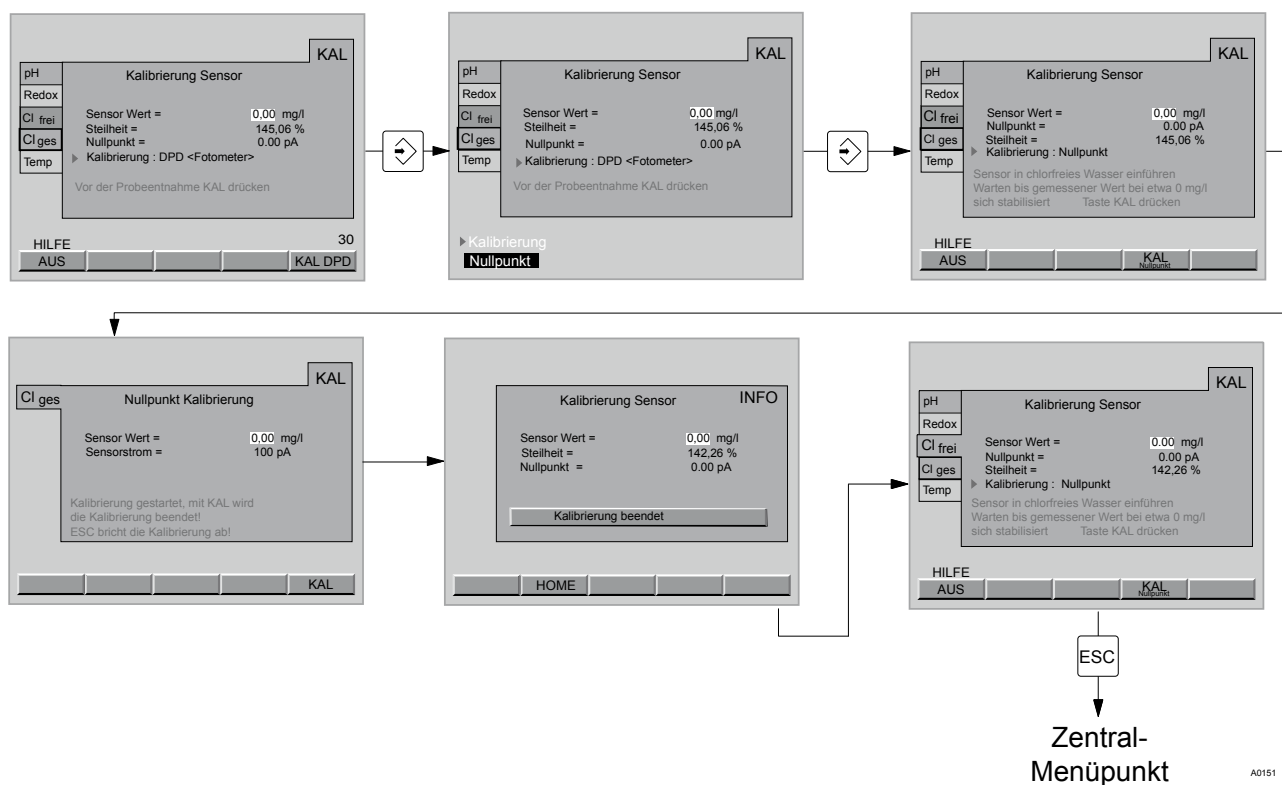 KAL
pH
Redox
Cl frei
Cl ges
Temp
Kalibrierung Sensor
Sensor Wert = 0,00 mg/l
Steilheit = 145,06 %
Nullpunkt = 0.00 pA
Kalibrierung : DPD <Fotometer>
Vor der Probeentnahme KAL drücken
HILFE
30
AUS
KAL DPD
KAL
pH
Redox
Cl frei
Cl ges
Temp
Kalibrierung Sensor
Sensor Wert = 0,00 mg/l
Steilheit = 145,06 %
Nullpunkt = 0.00 pA
Kalibrierung : DPD <Fotometer>
Vor der Probeentnahme KAL drücken
Kalibrierung
Nullpunkt
KAL
pH
Redox
Cl frei
Cl ges
Temp
Kalibrierung Sensor
Sensor Wert = 0,00 mg/l
Nullpunkt = 0.00 pA
Steilheit = 145,06 %
Kalibrierung : Nullpunkt
Sensor in chlorfreies Wasser einführen
Warten bis gemessener Wert bei etwa 0 mg/l
sich stabilisiert Taste KAL drücken
HILFE
AUS
KAL
Nullpunkt
KAL
Cl ges
Nullpunkt Kalibrierung
Sensor Wert = 0,00 mg/l
Sensorstrom = 100 pA
Kalibrierung gestartet, mit KAL wird
die Kalibrierung beendet!
ESC bricht die Kalibrierung ab!
KAL
Kalibrierung Sensor INFO
Sensor Wert = 0,00 mg/l
Steilheit = 142,26 %
Nullpunkt = 0.00 pA
Kalibrierung beendet
HOME
KAL
pH
Redox
Cl frei
Cl ges
Temp
Kalibrierung Sensor
Sensor Wert = 0.00 mg/l
Nullpunkt = 0.00 pA
Steilheit = 142,26 %
Kalibrierung : Nullpunkt
Sensor in chlorfreies Wasser einführen
Warten bis gemessener Wert bei etwa 0 mg/l
sich stabilisiert Taste KAL drücken
HILFE
AUS
KAL
Nullpunkt
ESC
Zentral-
Menüpunkt
A0151